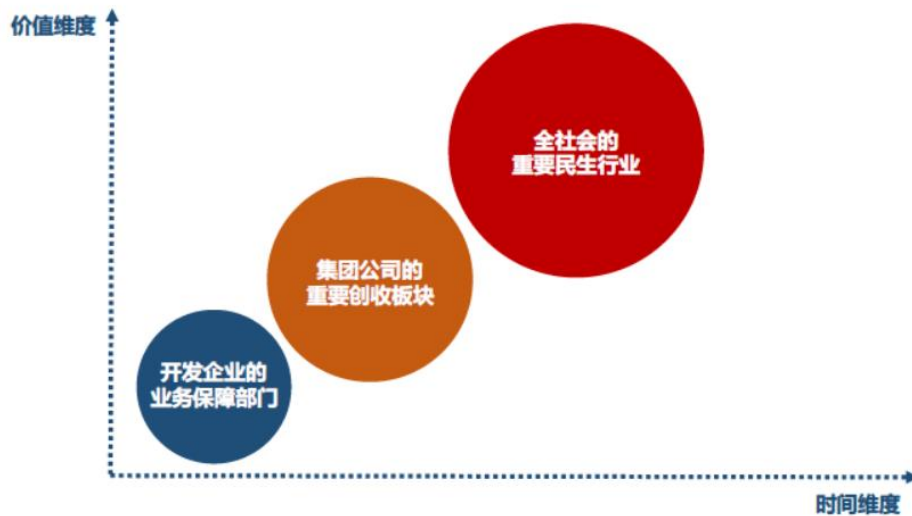 价值维度
全社会的
重要民生行业
集团公司的
重要创收板块
开发企业的
业务保障部门
时间维度